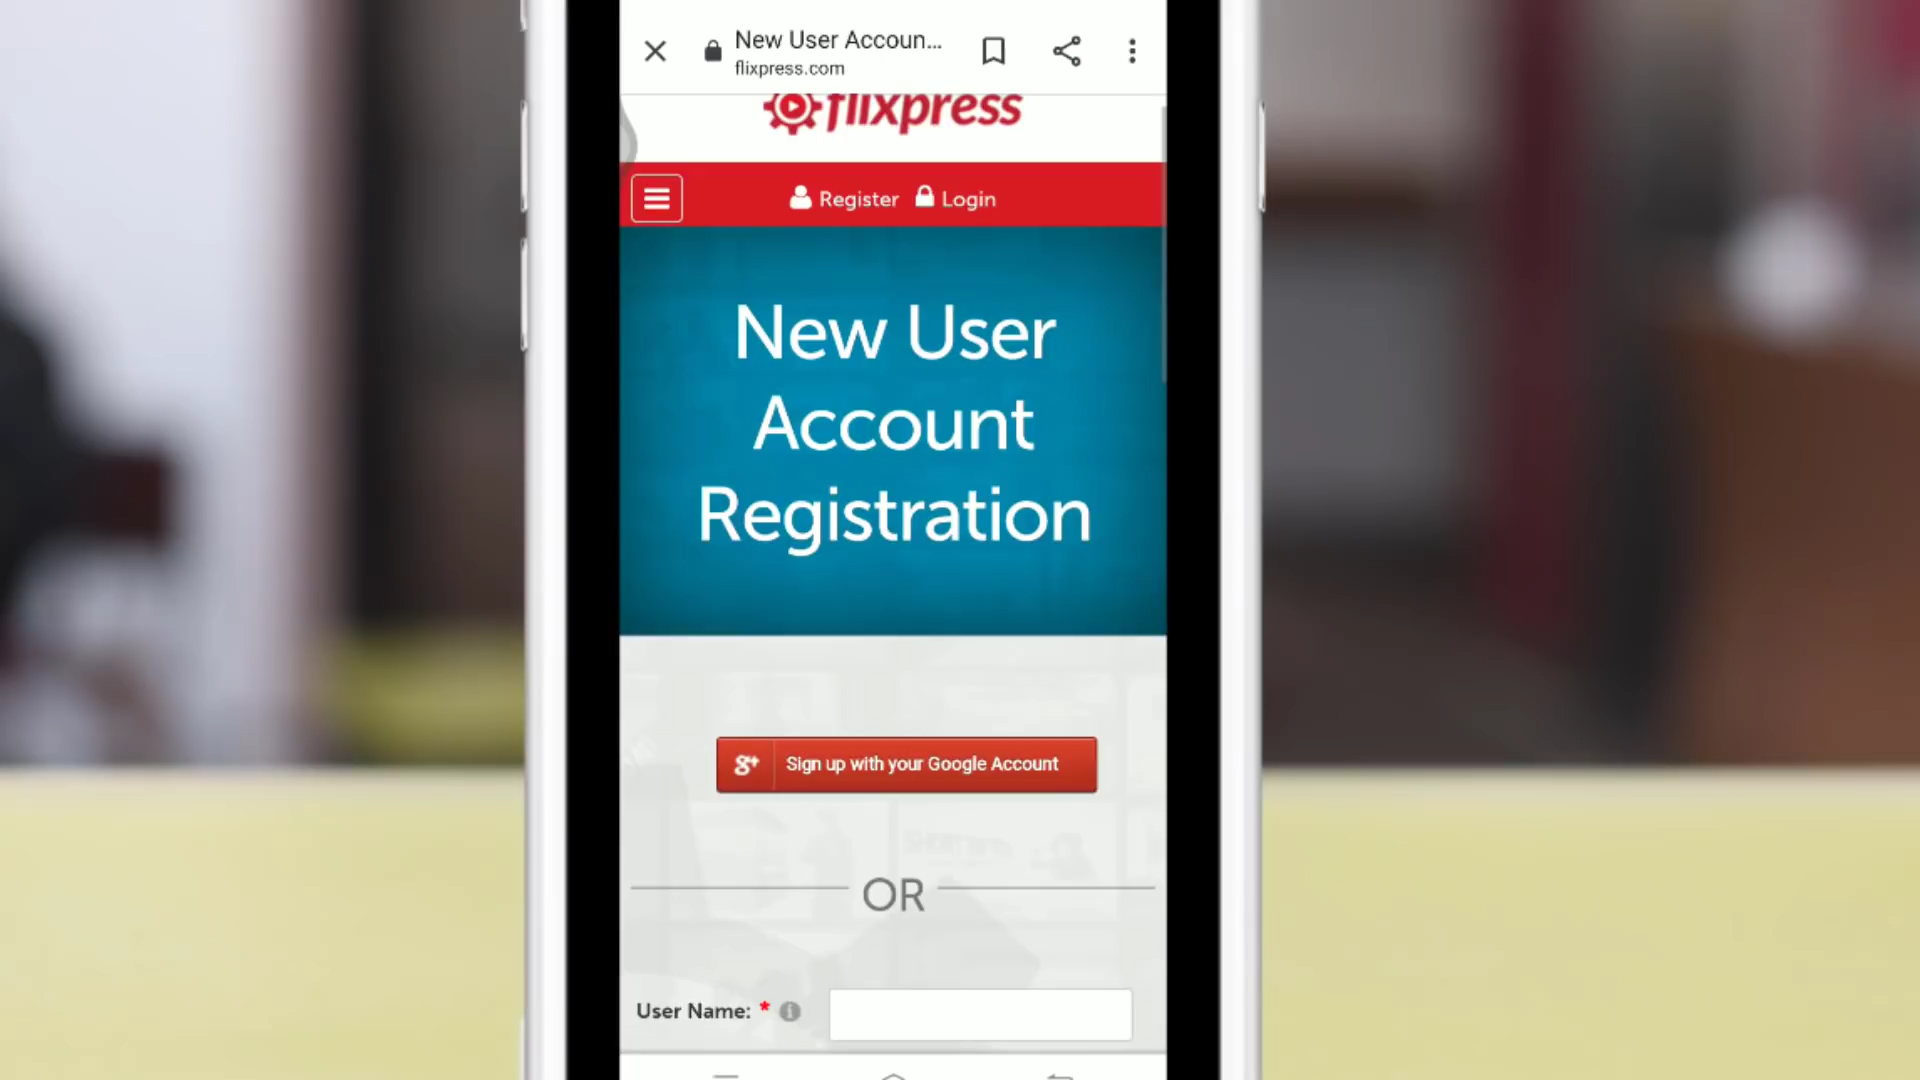 New User Accoun...
flixpress.com
flixpress
Register Login
New User
Account
Registration
g+ Sign up with your Google Account
OR
User Name: *